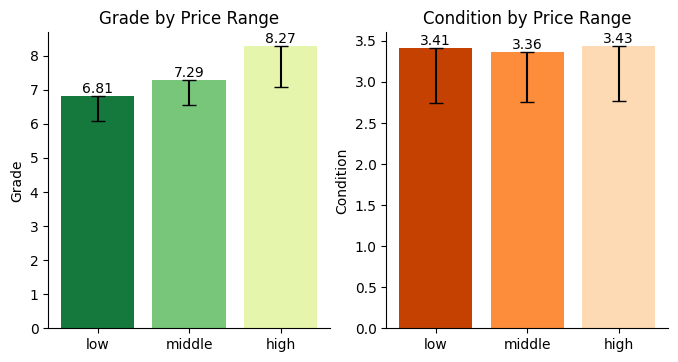 Grade by Price Range
8
7
6
5
4
3
2
1
0
Grade
6.81
7.29
8.27
low
middle
high
Condition by Price Range
3.5
3.0
2.5
2.0
1.5
1.0
0.5
0.0
Condition
3.41
3.36
3.43
low
middle
high